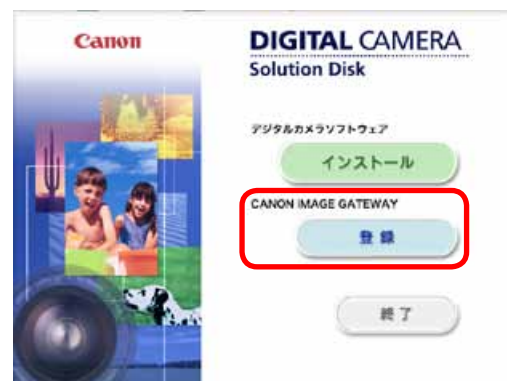 Canon
DIGITAL CAMERA
Solution Disk
デジタルカメラソフトウェア
インストール
CANON iMAGE GATEWAY
登録
終了